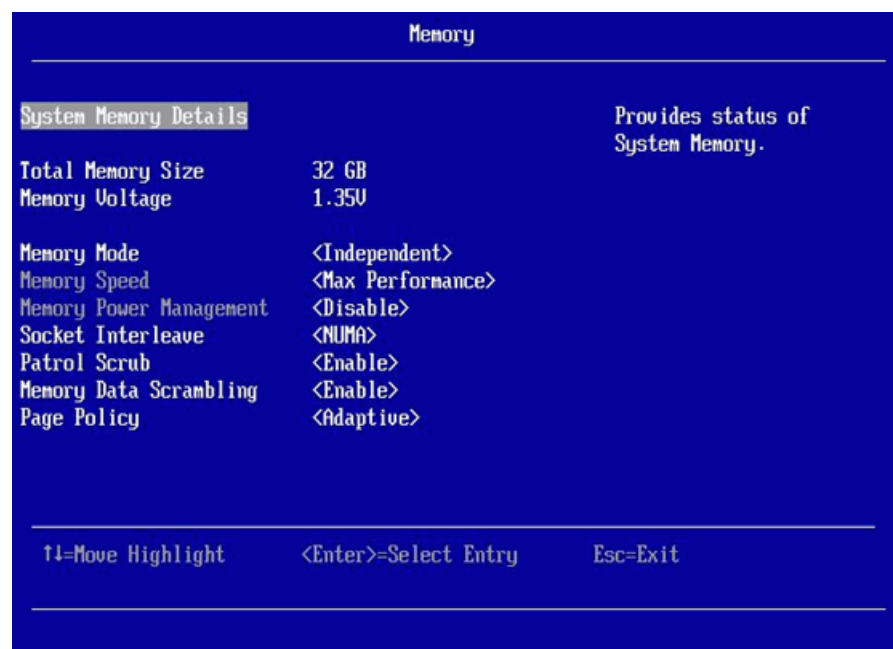 Memory
System Memory Details
Provides status of
System Memory.
Total Memory Size 32 GB
Memory Voltage 1.35V
Memory Mode <Independent>
Memory Speed <Max Performance>
Memory Power Management <Disable>
Socket Interleave <NUMA>
Patrol Scrub <Enable>
Memory Data Scrambling <Enable>
Page Policy <Adaptive>
↑↓=Move Highlight <Enter>=Select Entry Esc=Exit